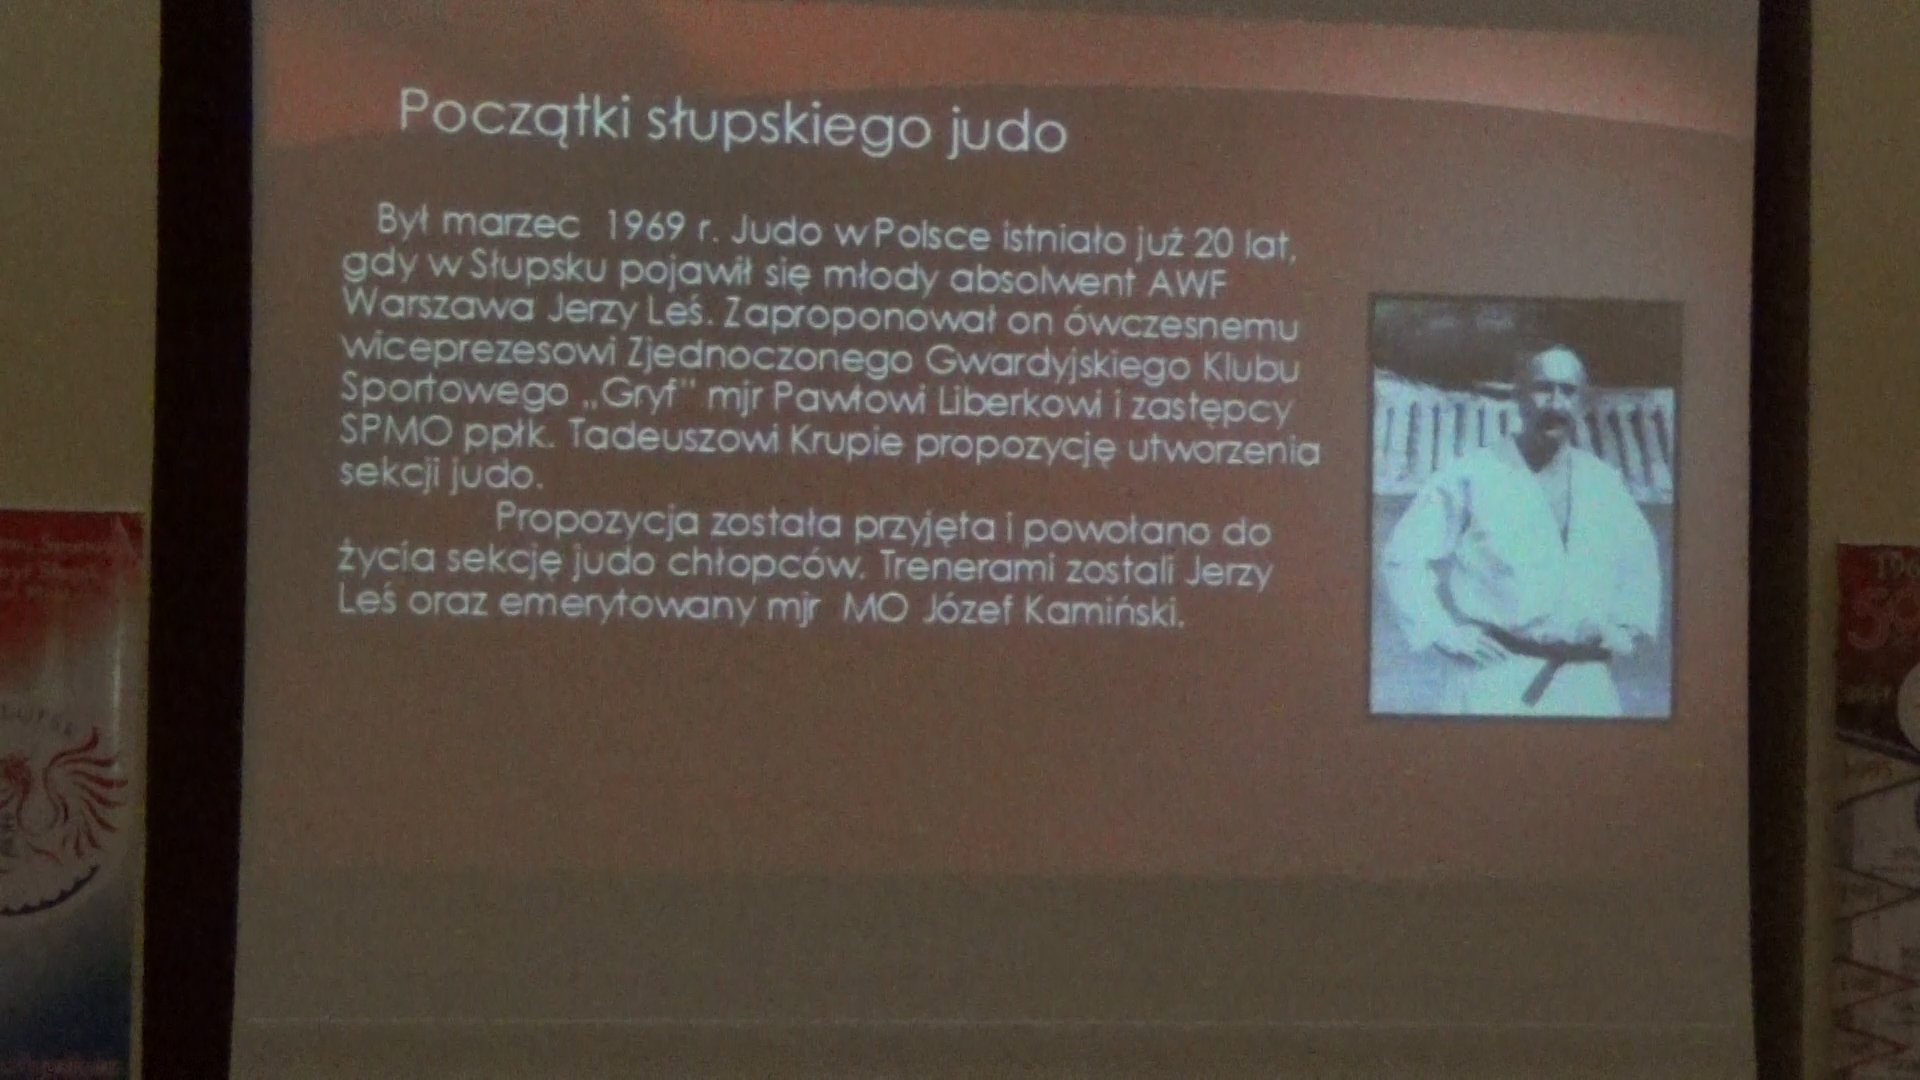 Początki słupskiego judo
Był marzec 1969 r. Judo w Polsce istniało już 20 lat,
gdy w Słupsku pojawił się młody absolwent AWF
Warszawa Jerzy Leś. Zaproponował on ówczesnemu
wiceprezesowi Zjednoczonego Gwardyjskiego Klubu
Sportowego „Gryf" mjr Pawłowi Liberkowi i zastępcy
SPMO ppłk. Tadeuszowi Krupie propozycję utworzenia
sekcji judo.
Propozycja została przyjęta i powołano do
życia sekcję judo chłopców. Trenerami zostali Jerzy
Leś oraz emerytowany mjr MO Józef Kamiński.